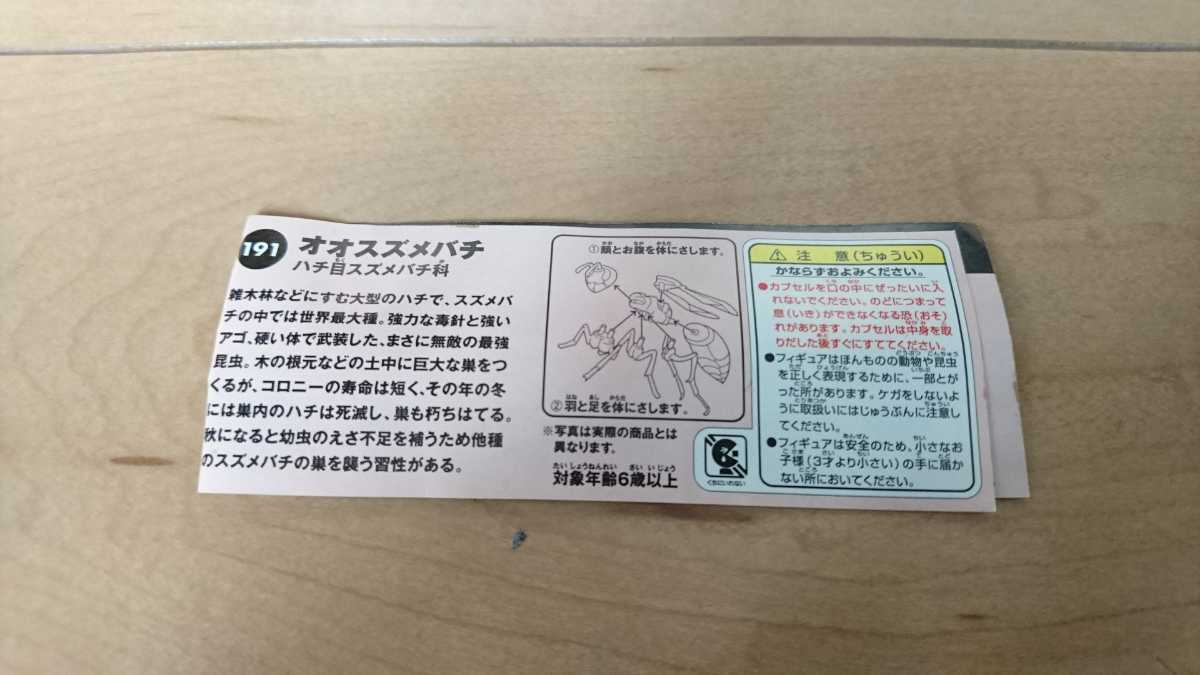 191
オオスズメバチ
ハチ目スズメバチ科
雑木林などにすむ大型のハチで、スズメバ
チの中では世界最大種。強力な毒針と強い
アゴ、硬い体で武装した、まさに無敵の最強
昆虫。木の根元などの土中に巨大な巣をつ
くるが、コロニーの寿命は短く、その年の冬
には巣内のハチは死滅し、巣も朽ちはてる。
秋になると幼虫のえさ不足を補うため他種
のスズメバチの巣を襲う習性がある。
①顔とお腹を体にさします。
②羽と足を体にさします。
※写真は実際の商品とは
異なります。
対象年齢6歳以上
くちにいれない
注 意(ちゅうい)
かならずおよみください。
●カプセルを口の中にぜったいに入
れないでください。のどにつまって
息(いき)ができなくなる恐(おそ)
れがあります。カプセルは中身を取
りだした後すぐにすててください。
●フィギュアはほんものの動物や昆虫
を正しく表現するために、一部とが
った所があります。ケガをしないよ
うに取扱いにはじゅうぶんに注意し
てください。
●フィギュアは安全のため、小さなお
子様(3才より小さい)の手に届か
ない所においてください。